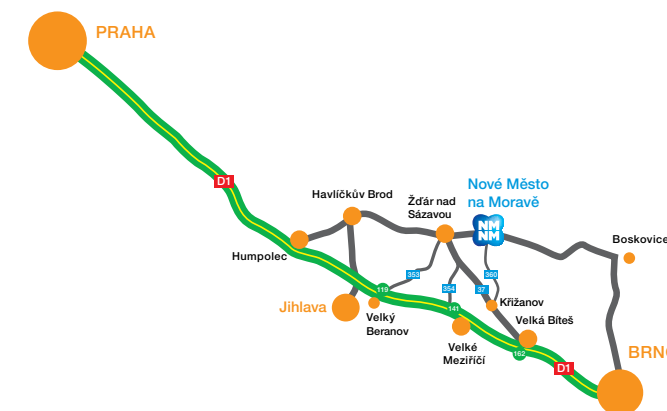 PRAHA
D1
Nové Město
na Moravě
Havlíčkův Brod
Žďár nad
Sázavou
NM
NM
Boskovice
Humpolec
353
360
119
354
37
Jihlava
Křižanov
141
Velký
Beranov
Velká Bíteš
Velké
Meziříčí
162
BRN
D1